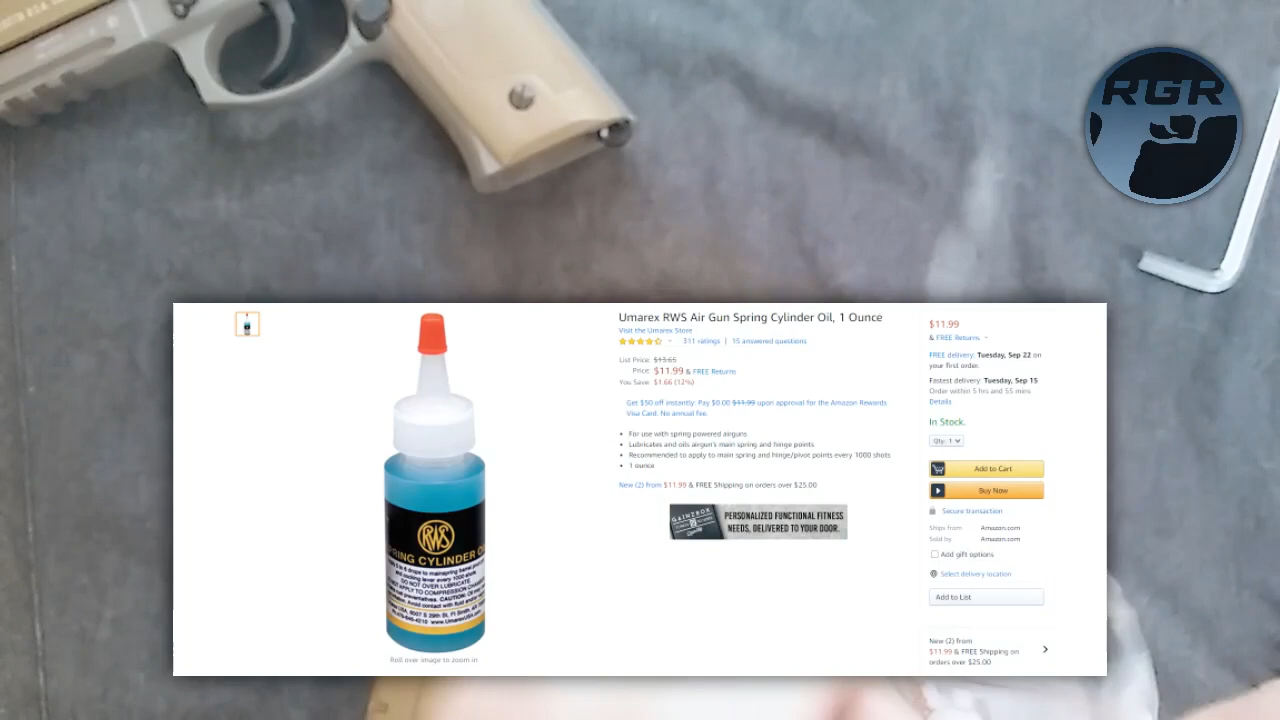 RGR
Umarex RWS Air Gun Spring Cylinder Oil, 1 Ounce
Visit the Umarex Store
311 ratings | 15 answered questions
List Price: $13.65
Price: $11.99 & FREE Returns
You Save: $1.66 (12%)
Get $50 off instantly: Pay $0.00 $11.99 upon approval for the Amazon Rewards
Visa Card. No annual fee.
• For use with spring powered airguns
• Lubricates and oils airgun's main spring and hinge points
• Recommended to apply to main spring and hinge/pivot points every 1000 shots
• 1 ounce
New (2) from $11.99 & FREE Shipping on orders over $25.00
PERSONALIZED FUNCTIONAL FITNESS
NEEDS, DELIVERED TO YOUR DOOR.
RWS
SPRING CYLINDER
DO NOT OVER LUBRICATE
Roll over image to zoom in
$11.99
& FREE Returns
FREE delivery: Tuesday, Sep 22 on
your first order.
Fastest delivery: Tuesday, Sep 15
Order within 5 hrs and 55 mins
Details
In Stock.
Qty: 1
Add to Cart
Buy Now
Secure transaction
Ships from Amazon.com
Sold by Amazon.com
Add gift options
Select delivery location
Add to List
New (2) from
$11.99 & FREE Shipping on
orders over $25.00